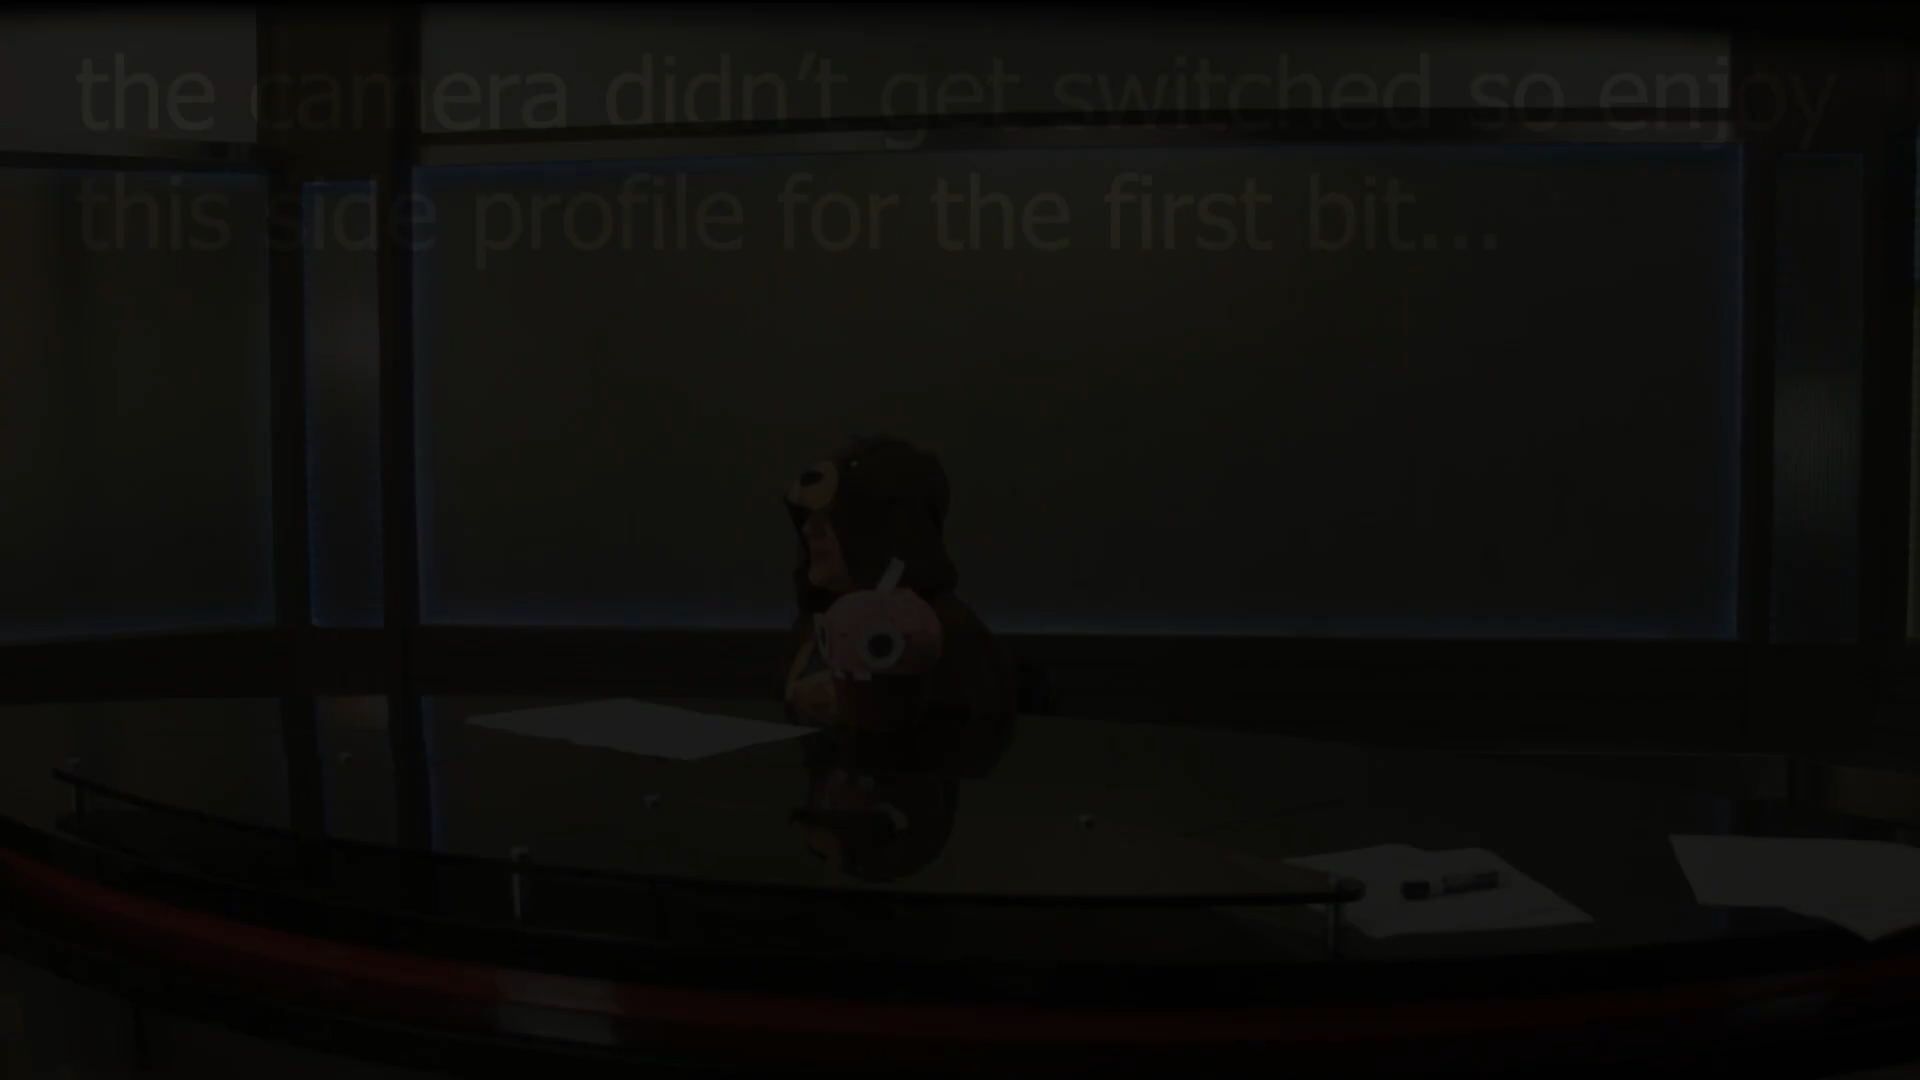 the camera didn't get switched so enjoy
this side profile for the first bit...